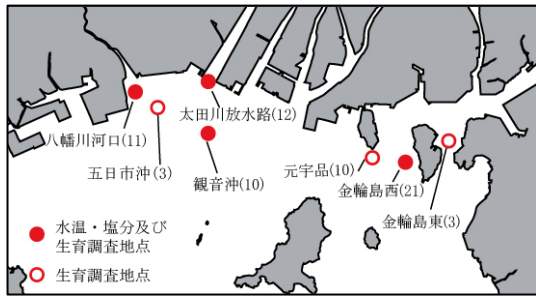 太田川放水路(12)
八幡川河口(11)
五日市沖(3)
観音沖(10)
元宇品(10)
金輪島西(21)
金輪島東(3)
水温・塩分及び
生育調査地点
生育調査地点